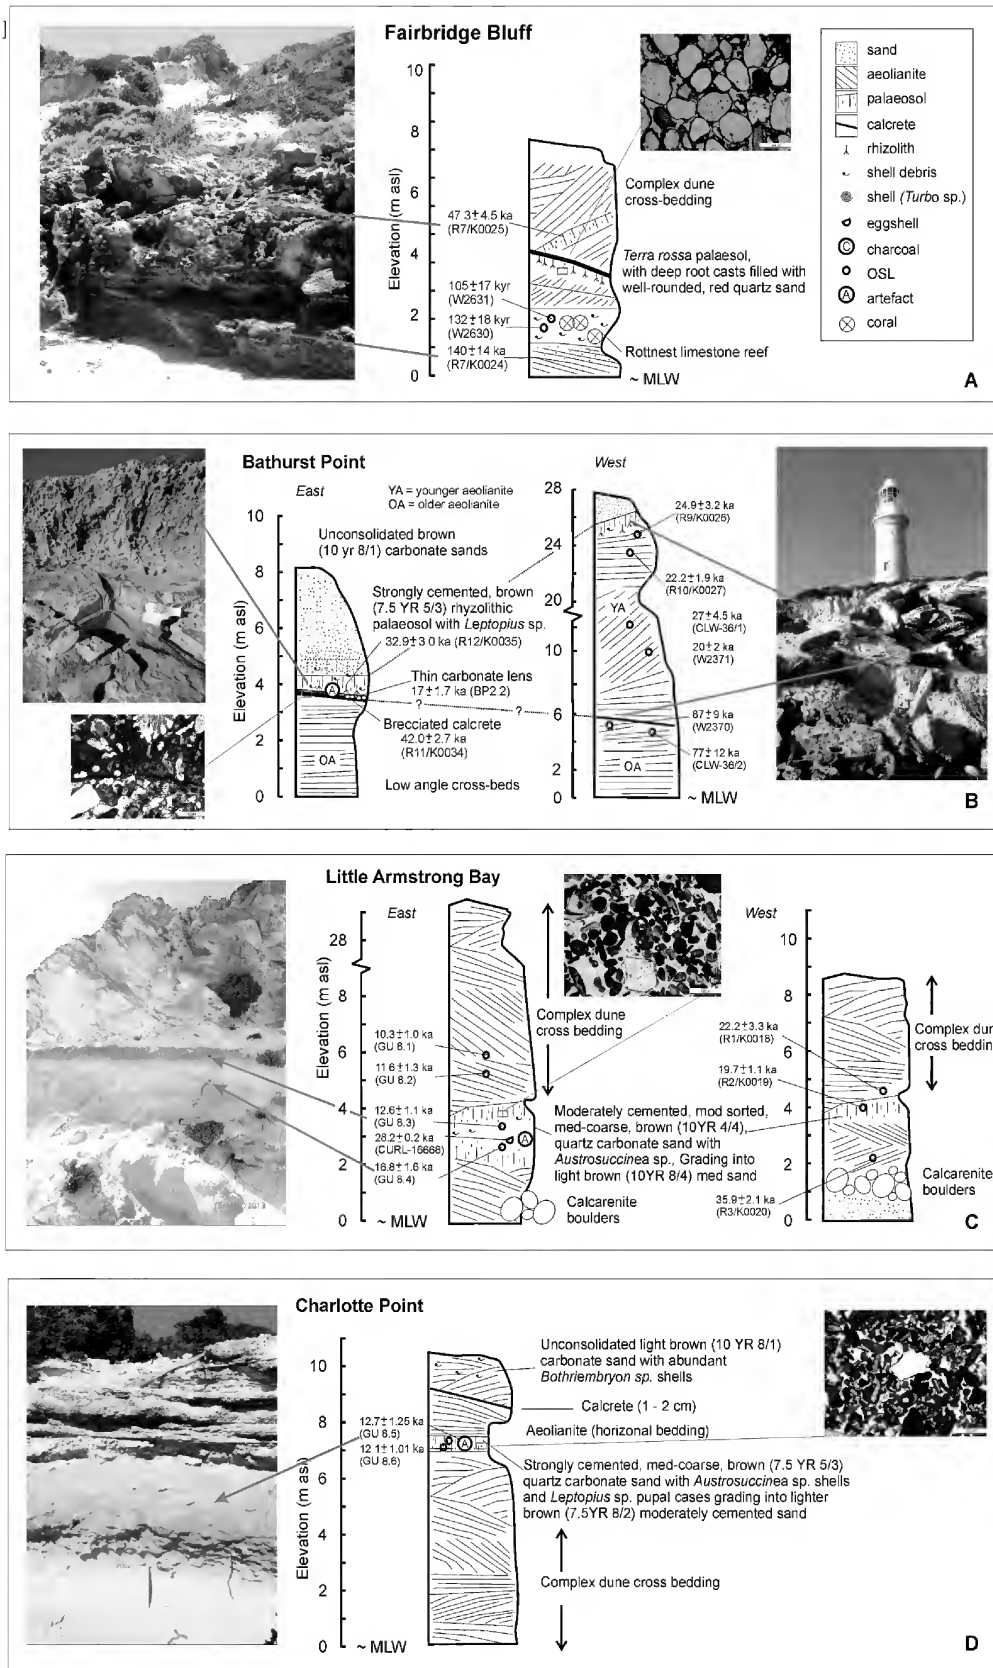 ]
Fairbridge Bluff
10
8
6
4
2
0
Elevation (m asl)
47.3±4.5 ka
(R7/K0025)
105±17 kyr
(W2631)
132±18 kyr
(W2630)
140±14 ka
(R7/K0024)
Complex dune
cross-bedding
Terra rossa palaeosol,
with deep root casts filled with
well-rounded, red quartz sand
Rottnest limestone reef
~ MLW
sand
aeolianite
palaeosol
calcrete
rhizolith
shell debris
shell (Turbo sp.)
eggshell
C charcoal
OSL
A artefact
coral
A
Bathurst Point
East
YA = younger aeolianite
OA = older aeolianite
10
8
6
4
2
0
Elevation (m asl)
Unconsolidated brown
(10 yr 8/1) carbonate sands
Strongly cemented, brown
(7.5 YR 5/3) rhyzolithic
palaeosol with Leptopius sp.
32.9±3.0 ka (R12/K0035)
A
Thin carbonate lens
17±1.7 ka (BP2.2)
?
?
Brecciated calcrete
42.0±2.7 ka
(R11/K0034)
OA
Low angle cross-beds
West
28
24
20
10
6
2
0
24.9±3.2 ka
(R9/K0026)
22.2±1.9 ka
(R10/K0027)
YA
27±4.5 ka
(CLW-36/1)
20±2 ka
(W2371)
87±9 ka
(W2370)
77±12 ka
(CLW-36/2)
OA
~ MLW
B
Little Armstrong Bay
East
28
6
4
2
0
Elevation (m asl)
10.3±1.0 ka
(GU 8.1)
11.6±1.3 ka
(GU 8.2)
12.6±1.1 ka
(GU 8.3)
28.2±0.2 ka
(CURL-16668)
16.8±1.6 ka
(GU 8.4)
A
~ MLW
Complex dune
cross bedding
Moderately cemented, mod sorted,
med-coarse, brown (10YR 4/4),
quartz carbonate sand with
Austrosuccinea sp., Grading into
light brown (10YR 8/4) med sand
Calcarenite
boulders
West
10
8
6
4
2
0
22.2±3.3 ka
(R1/K0018)
19.7±1.1 ka
(R2/K0019)
35.9±2.1 ka
(R3/K0020)
Complex dune
cross bedding
Calcarenite
boulders
C
Charlotte Point
10
8
6
4
2
0
Elevation (m asl)
12.7±1.25 ka
(GU 8.5)
12.1±1.01 ka
(GU 8.6)
A
Unconsolidated light brown (10 YR 8/1)
carbonate sand with abundant
Bothriembryon sp. shells
Calcrete (1 - 2 cm)
Aeolianite (horizonal bedding)
Strongly cemented, med-coarse, brown (7.5 YR 5/3)
quartz carbonate sand with Austrosuccinea sp. shells
and Leptopius sp. pupal cases grading into lighter
brown (7.5YR 8/2) moderately cemented sand
Complex dune cross bedding
~ MLW
D